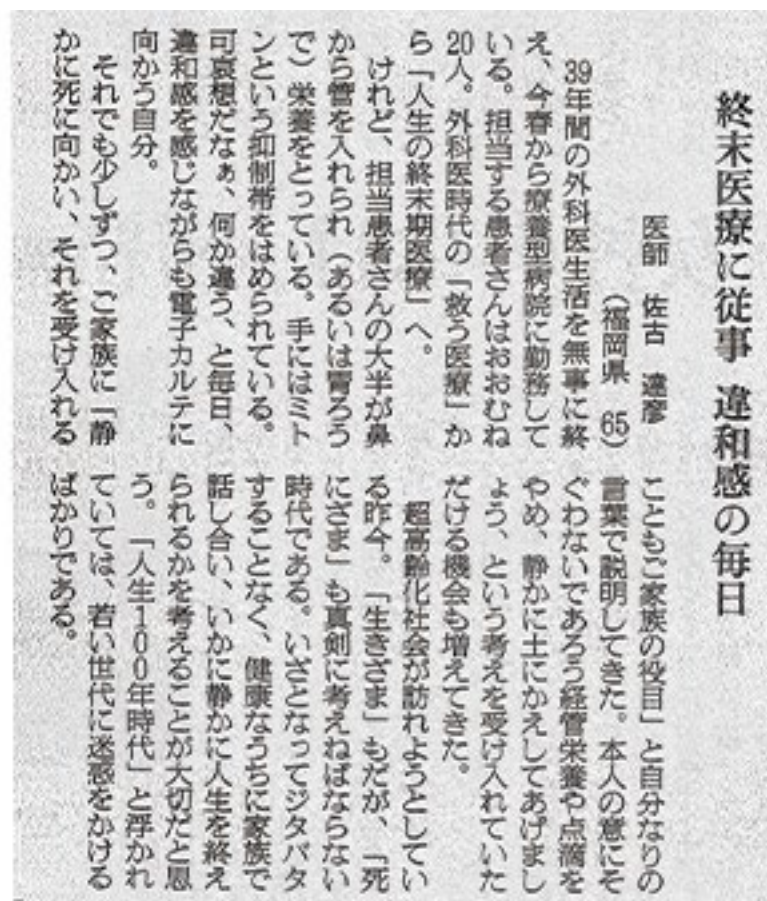 終末医療に従事 違和感の毎日
医師 佐古 達彦
（福岡県 65）
39年間の外科医生活を無事に終
え、今春から療養型病院に勤務して
いる。担当する患者さんはおおむね
20人。外科医時代の「救う医療」か
ら「人生の終末期医療」へ。
けれど、担当患者さんの大半が鼻
から管を入れられ（あるいは胃ろう
で）栄養をとっている。手にはミト
ンという抑制帯をはめられている。
可哀想だなぁ、何か違う、と毎日、
違和感を感じながらも電子カルテに
向かう自分。
それでも少しずつ、ご家族に「静
かに死に向かい、それを受け入れる
こともご家族の役目」と自分なりの
言葉で説明してきた。本人の意にそ
ぐわないであろう経管栄養や点滴を
やめ、静かに土にかえしてあげまし
ょう、という考えを受け入れていた
だける機会も増えてきた。
超高齢化社会が訪れようとしてい
る昨今。「生きざま」もだが、「死
にざま」も真剣に考えねばならない
時代である。いざとなってジタバタ
することなく、健康なうちに家族で
話し合い、いかに静かに人生を終え
られるかを考えることが大切だと思
う。「人生100年時代」と浮かれ
ていては、若い世代に迷惑をかける
ばかりである。